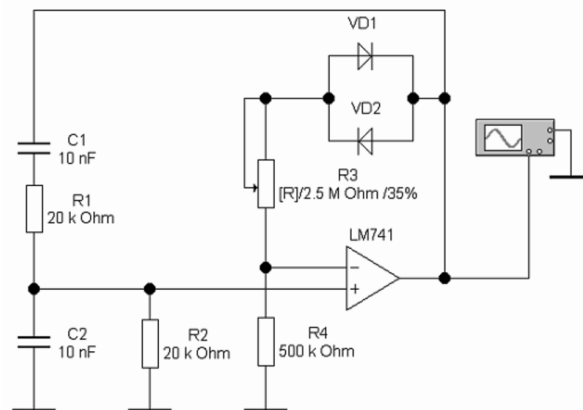 VD1
VD2
C1
10 nF
R1
20 k Ohm
R3
[R]/2.5 M Ohm /35%
LM741
−
+
C2
10 nF
R2
20 k Ohm
R4
500 k Ohm